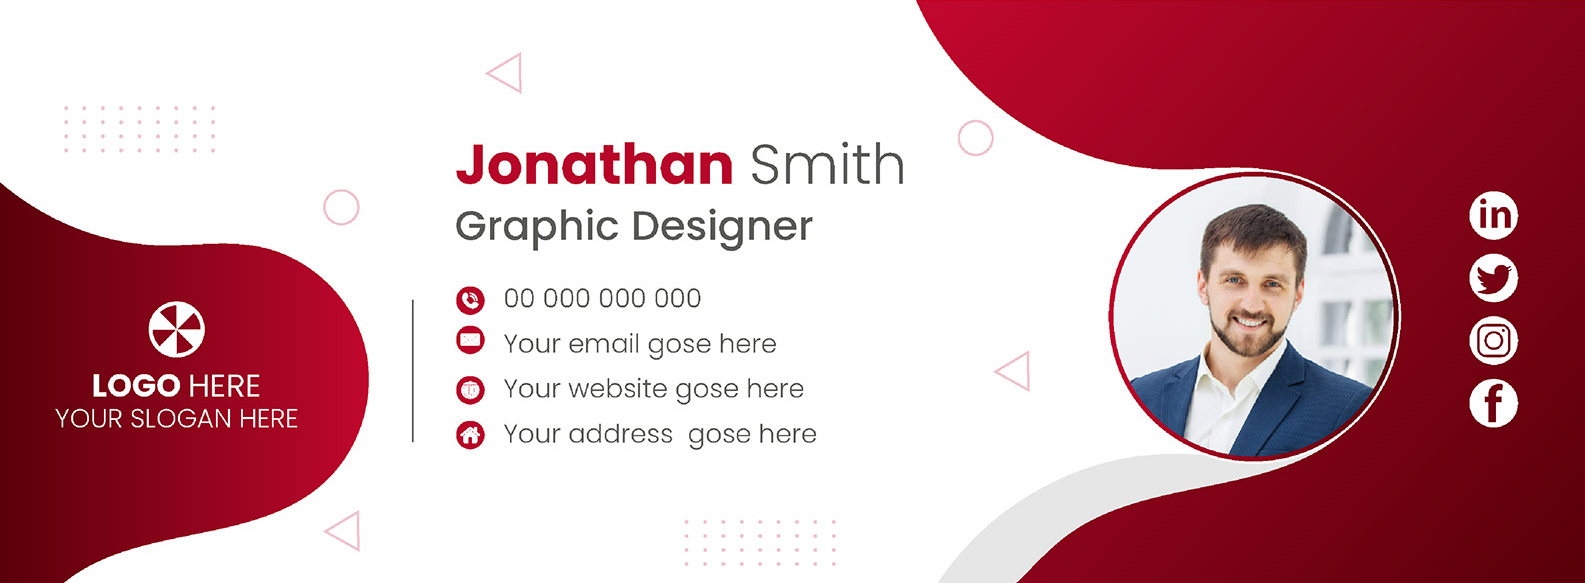 Jonathan Smith
Graphic Designer
00 000 000 000
Your email gose here
Your website gose here
Your address gose here
LOGO HERE
YOUR SLOGAN HERE
in
f